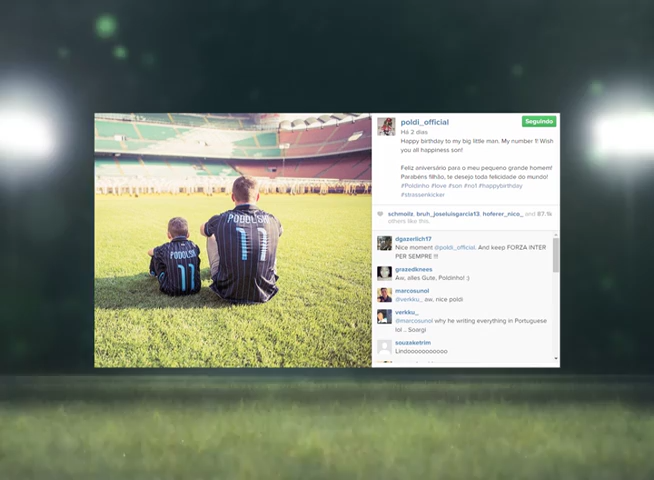 poldi_official
Seguindo
Há 2 dias
Happy birthday to my big little man. My number 1! Wish
you all happiness son!
Feliz aniversário para o meu pequeno grande homem!
Parabéns filhão, te desejo toda felicidade do mundo!
#Poldinho #love #son #no1 #happybirthday
#strassenkicker
schmollz, bruh_joseluisgarcia13, hoferer_nico_ and 87.1k
others like this.
dgazerlich17
Nice moment @poldi_official. And keep FORZA INTER
PER SEMPRE !!!
grazedknees
Aw, alles Gute, Poldinho! :)
marcosunol
@verkku_ aw, nice poldi
verkku_
@marcosunol why he writing everything in Portuguese
lol .. Soargi
souzaketrim
Lindooooooooooo
PODOLSKI
11
PODOLSKI
11